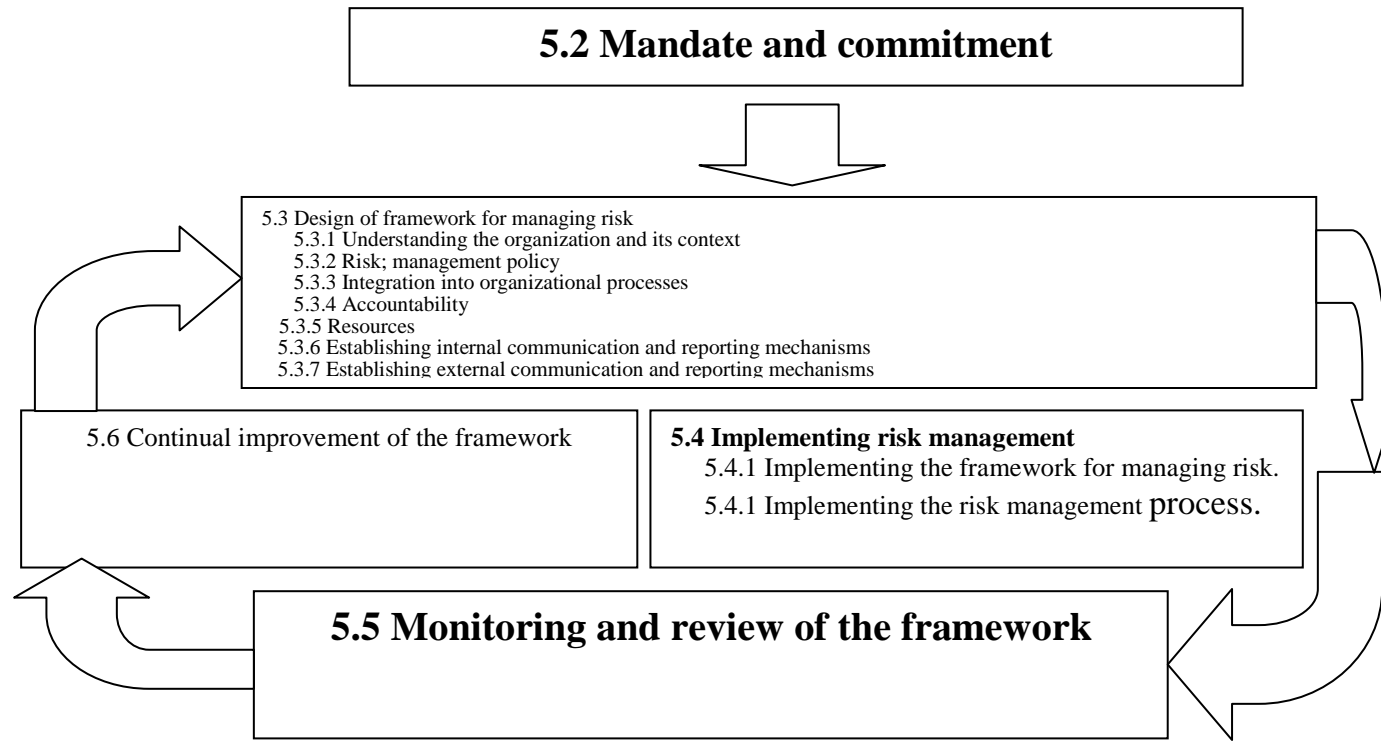 5.2 Mandate and commitment
5.3 Design of framework for managing risk
5.3.1 Understanding the organization and its context
5.3.2 Risk; management policy
5.3.3 Integration into organizational processes
5.3.4 Accountability
5.3.5 Resources
5.3.6 Establishing internal communication and reporting mechanisms
5.3.7 Establishing external communication and reporting mechanisms
5.6 Continual improvement of the framework
5.4 Implementing risk management
5.4.1 Implementing the framework for managing risk.
5.4.1 Implementing the risk management process.
5.5 Monitoring and review of the framework